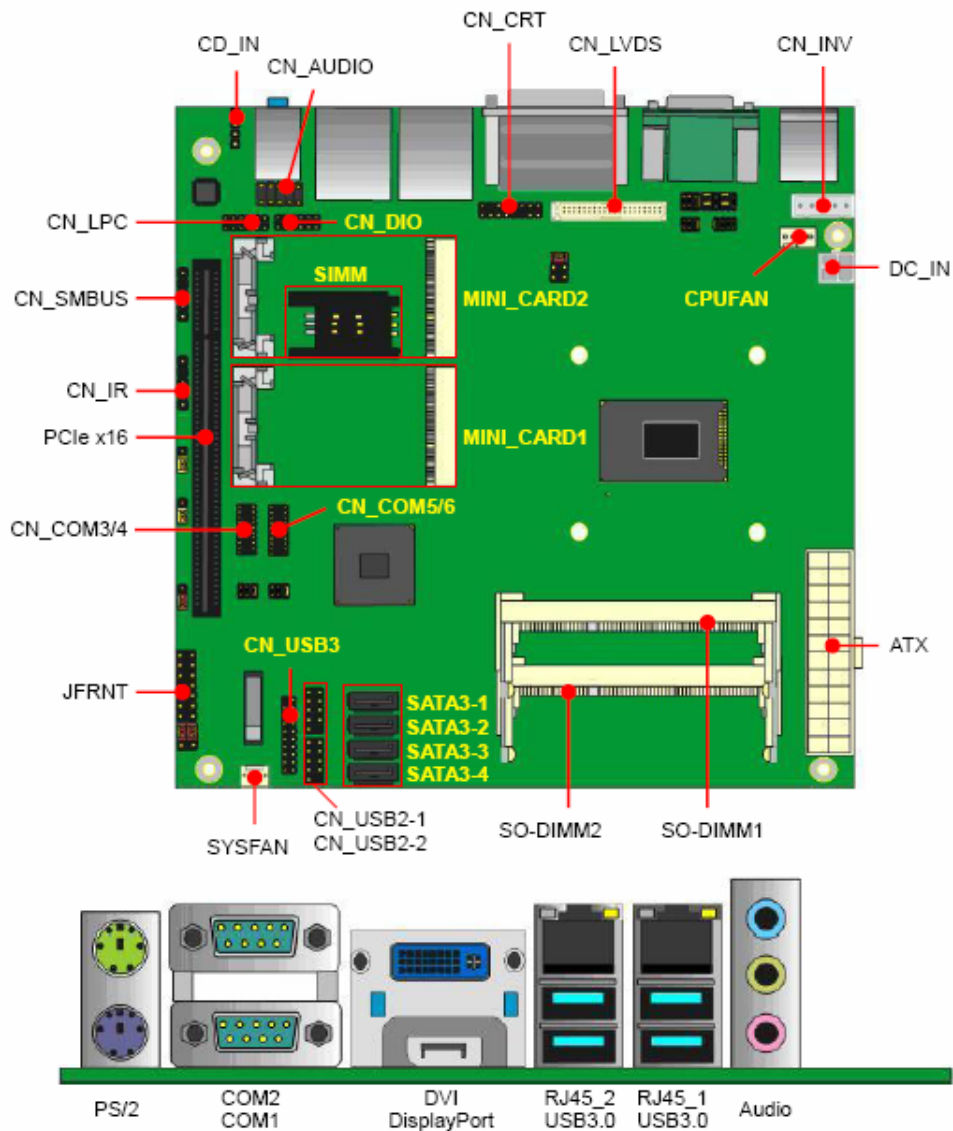 CN_CRT
CD_IN
CN_LVDS
CN_INV
CN_AUDIO
CN_LPC
CN_DIO
SIMM
DC_IN
CN_SMBUS
MINI_CARD2
CPUFAN
CN_IR
PCIe x16
MINI_CARD1
CN_COM5/6
CN_COM3/4
CN_USB3
ATX
JFRNT
SATA3-1
SATA3-2
SATA3-3
SATA3-4
SYSFAN
CN_USB2-1
CN_USB2-2
SO-DIMM2
SO-DIMM1
PS/2
COM2
COM1
DVI
DisplayPort
RJ45_2
USB3.0
RJ45_1
USB3.0
Audio